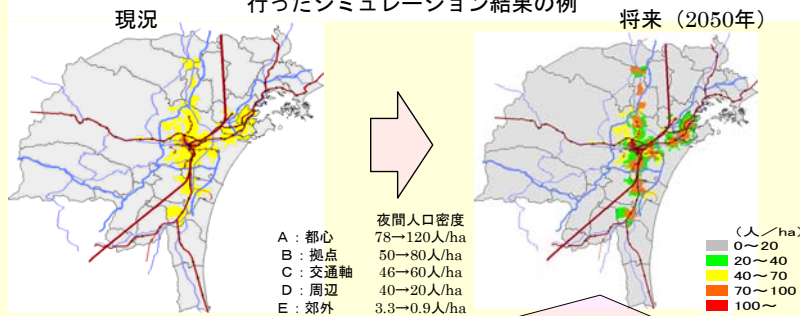 行ったシミュレーション結果の例
現況
将来（2050年）
夜間人口密度
A：都心 78→120人/ha
B：拠点 50→80人/ha
C：交通軸 46→60人/ha
D：周辺 40→20人/ha
E：郊外 3.3→0.9人/ha
（人／ha）
0～20
20～40
40～70
70～100
100～